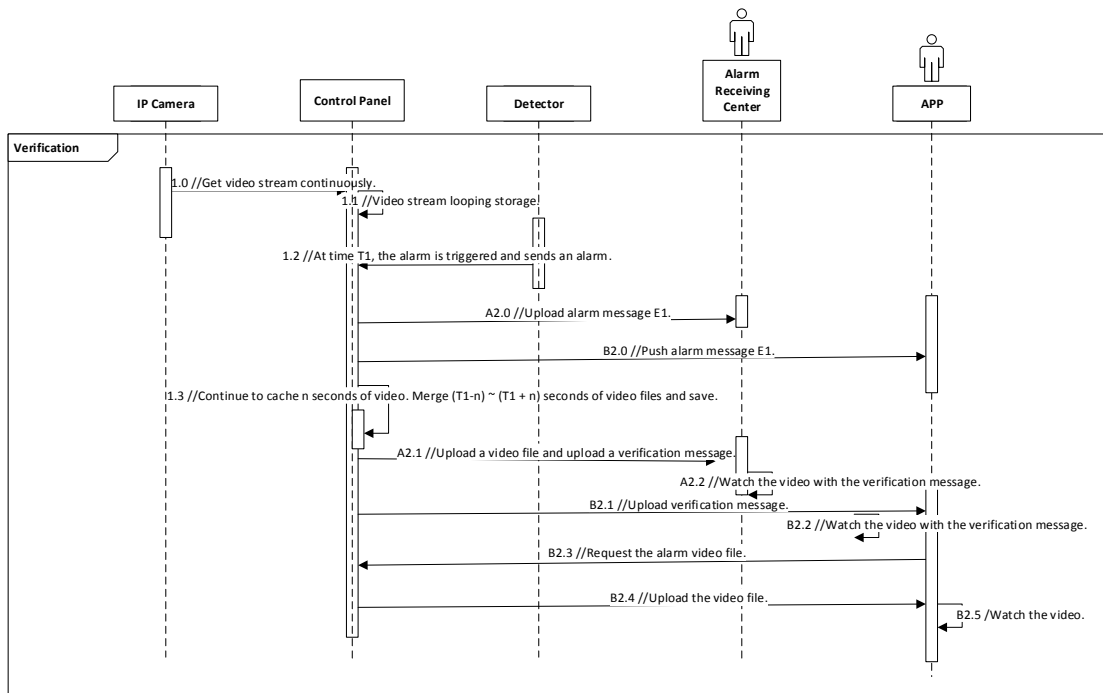 Alarm
Receiving
Center
IP Camera
Control Panel
Detector
APP
Verification
1.0 //Get video stream continuously.
1.1 //Video stream looping storage.
1.2 //At time T1, the alarm is triggered and sends an alarm.
A2.0 //Upload alarm message E1.
B2.0 //Push alarm message E1.
1.3 //Continue to cache n seconds of video. Merge (T1-n) ~ (T1 + n) seconds of video files and save.
A2.1 //Upload a video file and upload a verification message.
A2.2 //Watch the video with the verification message.
B2.1 //Upload verification message.
B2.2 //Watch the video with the verification message.
B2.3 //Request the alarm video file.
B2.4 //Upload the video file.
B2.5 /Watch the video.